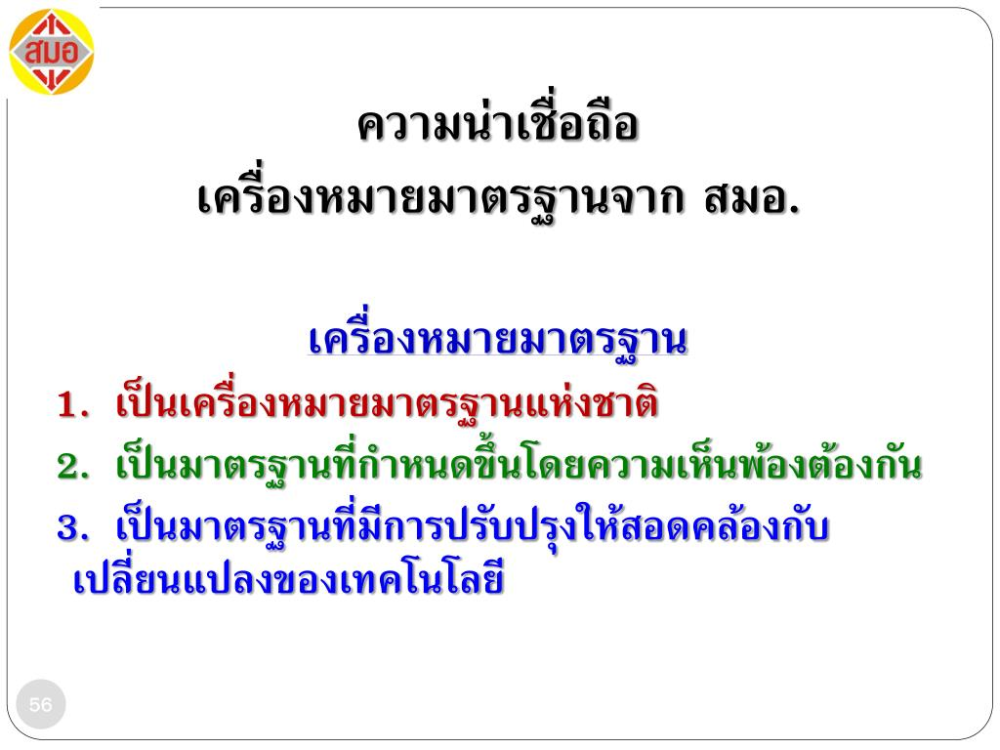 สมอ
ความน่าเชื่อถือ
เครื่องหมายมาตรฐานจาก สมอ.
เครื่องหมายมาตรฐาน
1. เป็นเครื่องหมายมาตรฐานแห่งชาติ
2. เป็นมาตรฐานที่กำหนดขึ้นโดยความเห็นพ้องต้องกัน
3. เป็นมาตรฐานที่มีการปรับปรุงให้สอดคล้องกับ
เปลี่ยนแปลงของเทคโนโลยี
56